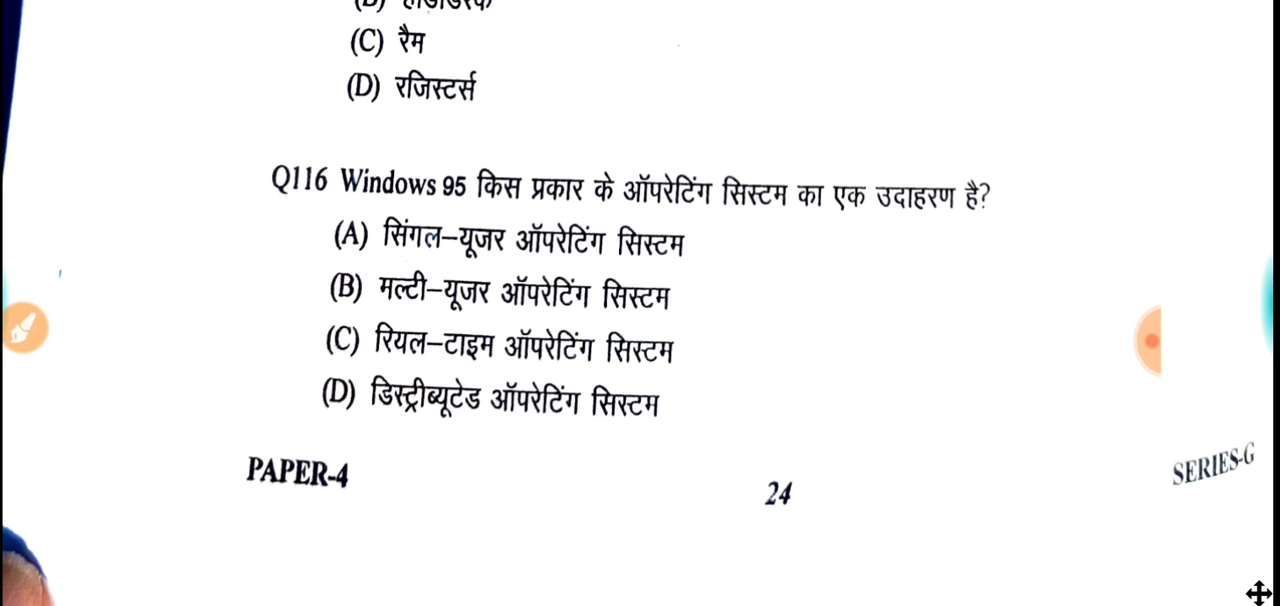 (C) रैम
(D) रजिस्टर्स
Q116 Windows 95 किस प्रकार के ऑपरेटिंग सिस्टम का एक उदाहरण है?
(A) सिंगल–यूजर ऑपरेटिंग सिस्टम
(B) मल्टी–यूजर ऑपरेटिंग सिस्टम
(C) रियल–टाइम ऑपरेटिंग सिस्टम
(D) डिस्ट्रीब्यूटेड ऑपरेटिंग सिस्टम
PAPER-4
24
SERIES-G